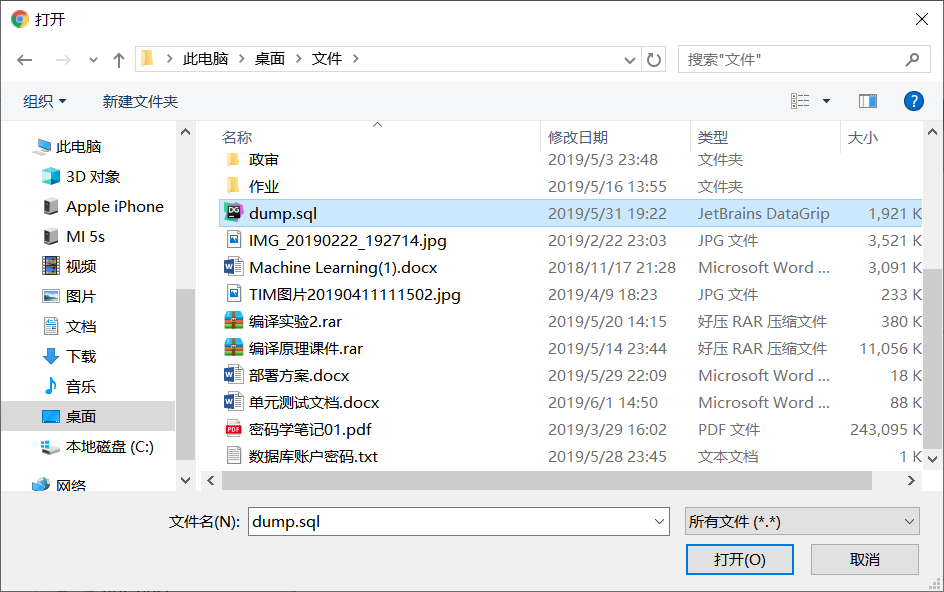 打开
此电脑 桌面 文件
搜索"文件"
组织 新建文件夹
名称 修改日期 类型 大小
此电脑
3D 对象
Apple iPhone
MI 5s
视频
图片
文档
下载
音乐
桌面
本地磁盘 (C:)
网络
政审 2019/5/3 23:48 文件夹
作业 2019/5/16 13:55 文件夹
dump.sql 2019/5/31 19:22 JetBrains DataGrip 1,921 K
IMG_20190222_192714.jpg 2019/2/22 23:03 JPG 文件 3,521 K
Machine Learning(1).docx 2018/11/17 21:28 Microsoft Word ... 3,091 K
TIM图片20190411111502.jpg 2019/4/9 18:23 JPG 文件 233 K
编译实验2.rar 2019/5/20 14:15 好压 RAR 压缩文件 380 K
编译原理课件.rar 2019/5/14 23:44 好压 RAR 压缩文件 11,056 K
部署方案.docx 2019/5/29 22:09 Microsoft Word ... 18 K
单元测试文档.docx 2019/6/1 14:50 Microsoft Word ... 88 K
密码学笔记01.pdf 2019/3/29 16:02 PDF 文件 243,095 K
数据库账户密码.txt 2019/5/28 23:45 文本文档 1 K
文件名(N): dump.sql 所有文件 (*.*)
打开(O) 取消